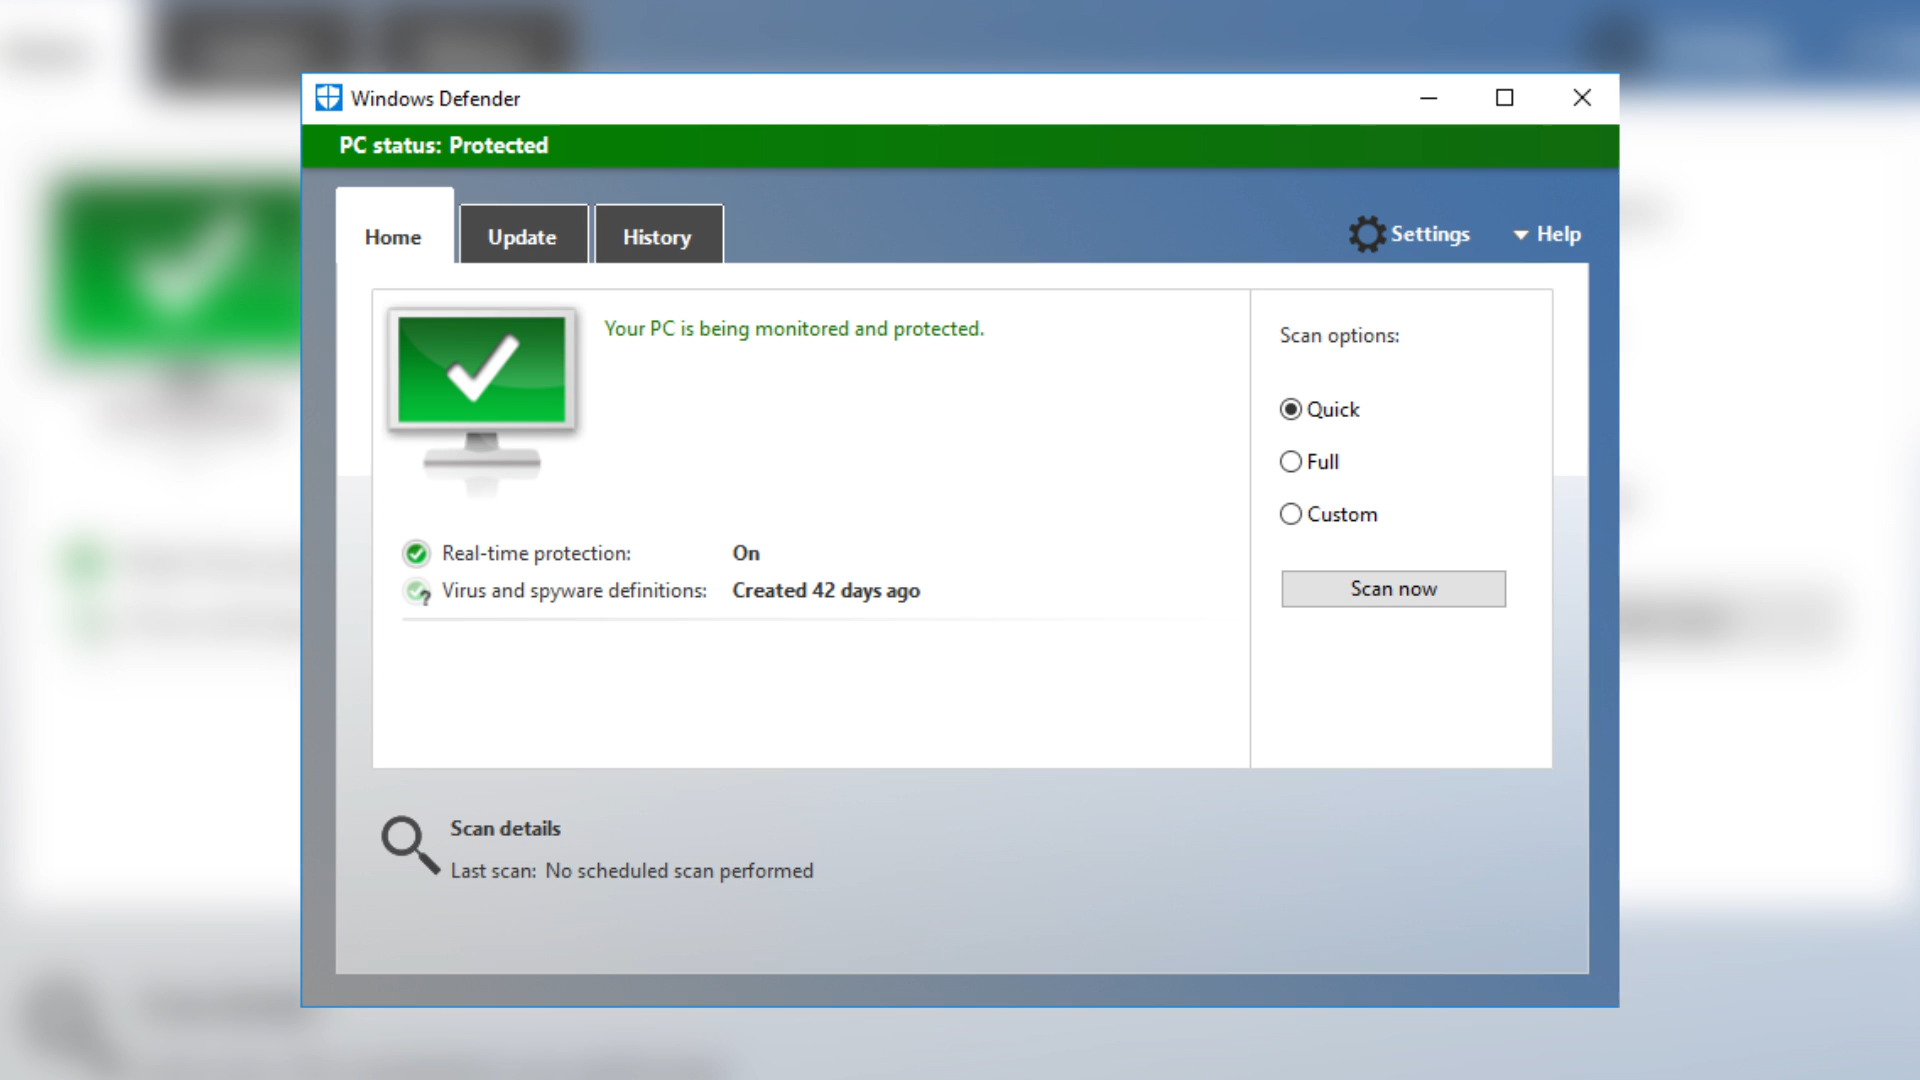 Windows Defender
PC status: Protected
Home
Update
History
Settings
Help
Your PC is being monitored and protected.
Scan options:
Quick
Full
Custom
Scan now
Real-time protection: On
Virus and spyware definitions: Created 42 days ago
Scan details
Last scan: No scheduled scan performed